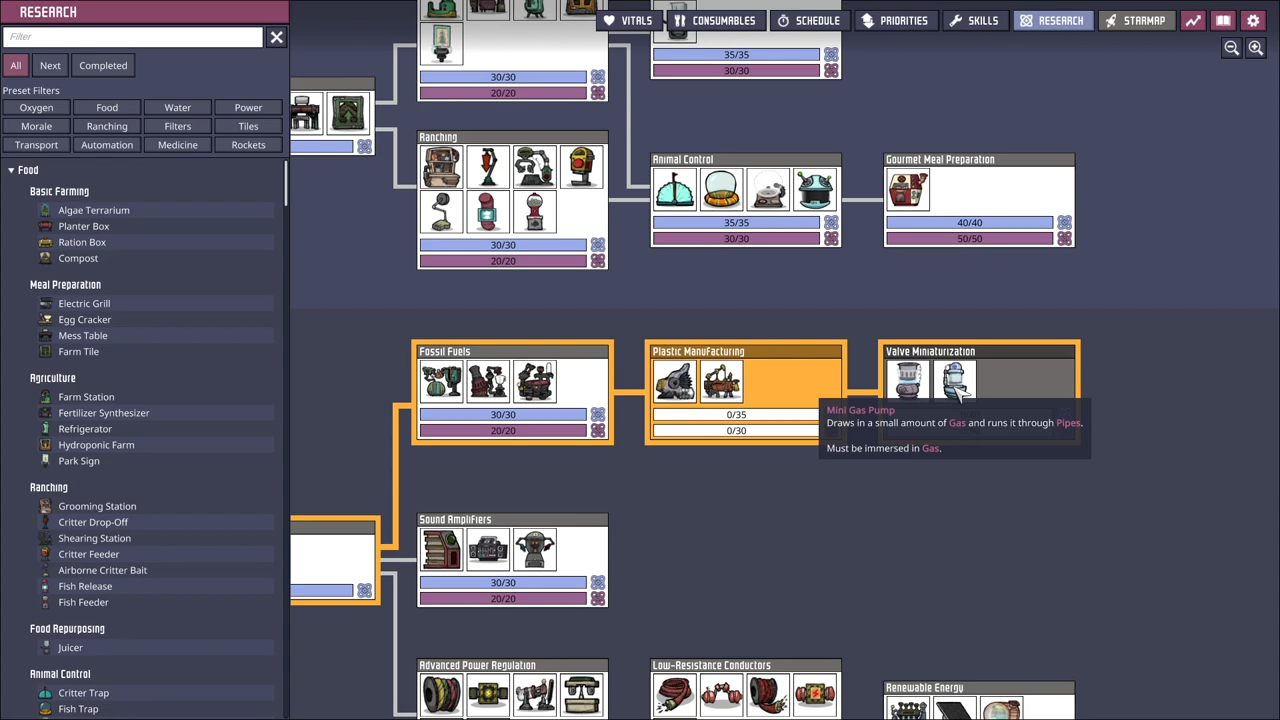 RESEARCH
Filter
All
Next
Completed
Preset Filters
Oxygen
Food
Water
Power
Morale
Ranching
Filters
Tiles
Transport
Automation
Medicine
Rockets
Food
Basic Farming
Algae Terrarium
Planter Box
Ration Box
Compost
Meal Preparation
Electric Grill
Egg Cracker
Mess Table
Farm Tile
Agriculture
Farm Station
Fertilizer Synthesizer
Refrigerator
Hydroponic Farm
Park Sign
Ranching
Grooming Station
Critter Drop-Off
Shearing Station
Critter Feeder
Airborne Critter Bait
Fish Release
Fish Feeder
Food Repurposing
Juicer
Animal Control
Critter Trap
Fish Trap
VITALS
CONSUMABLES
SCHEDULE
PRIORITIES
SKILLS
RESEARCH
STARMAP
30/30
20/20
35/35
30/30
Ranching
30/30
20/20
Animal Control
35/35
30/30
Gourmet Meal Preparation
40/40
50/50
Fossil Fuels
30/30
20/20
Plastic Manufacturing
0/35
0/30
Valve Miniaturization
Mini Gas Pump
Draws in a small amount of Gas and runs it through Pipes.
Must be immersed in Gas.
Sound Amplifiers
30/30
20/20
Advanced Power Regulation
Low-Resistance Conductors
Renewable Energy